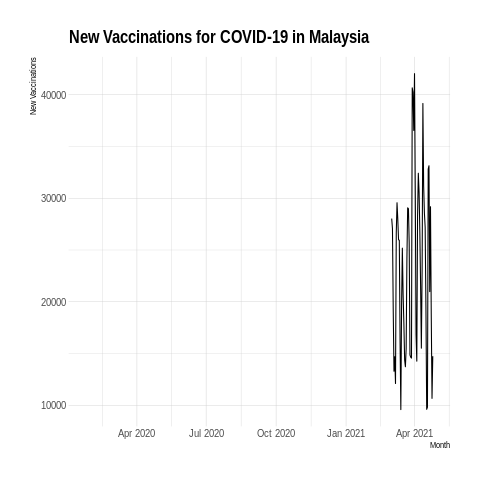 New Vaccinations for COVID-19 in Malaysia
New Vaccinations
40000
30000
20000
10000
Apr 2020 Jul 2020 Oct 2020 Jan 2021 Apr 2021
Month